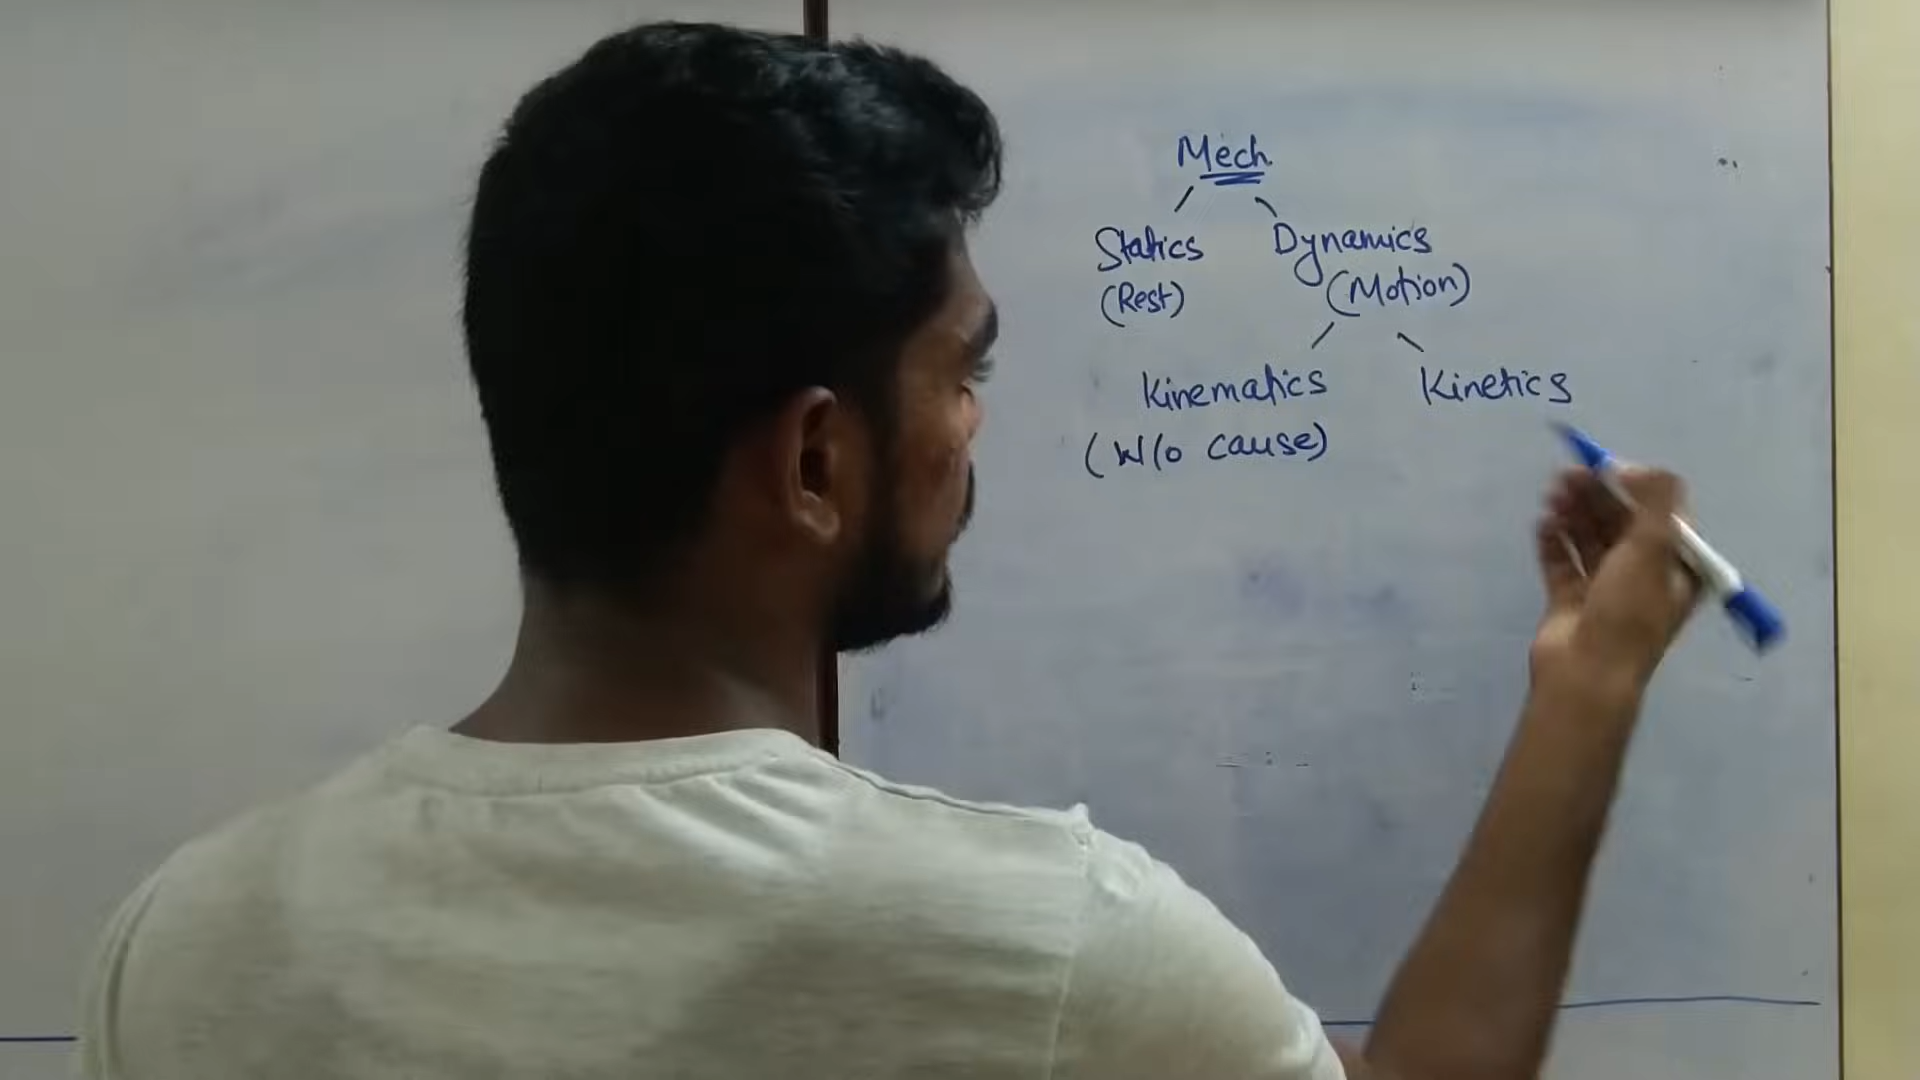 Mech.
Statics Dynamics
(Rest) (Motion)
Kinematics Kinetics
(W/o cause)